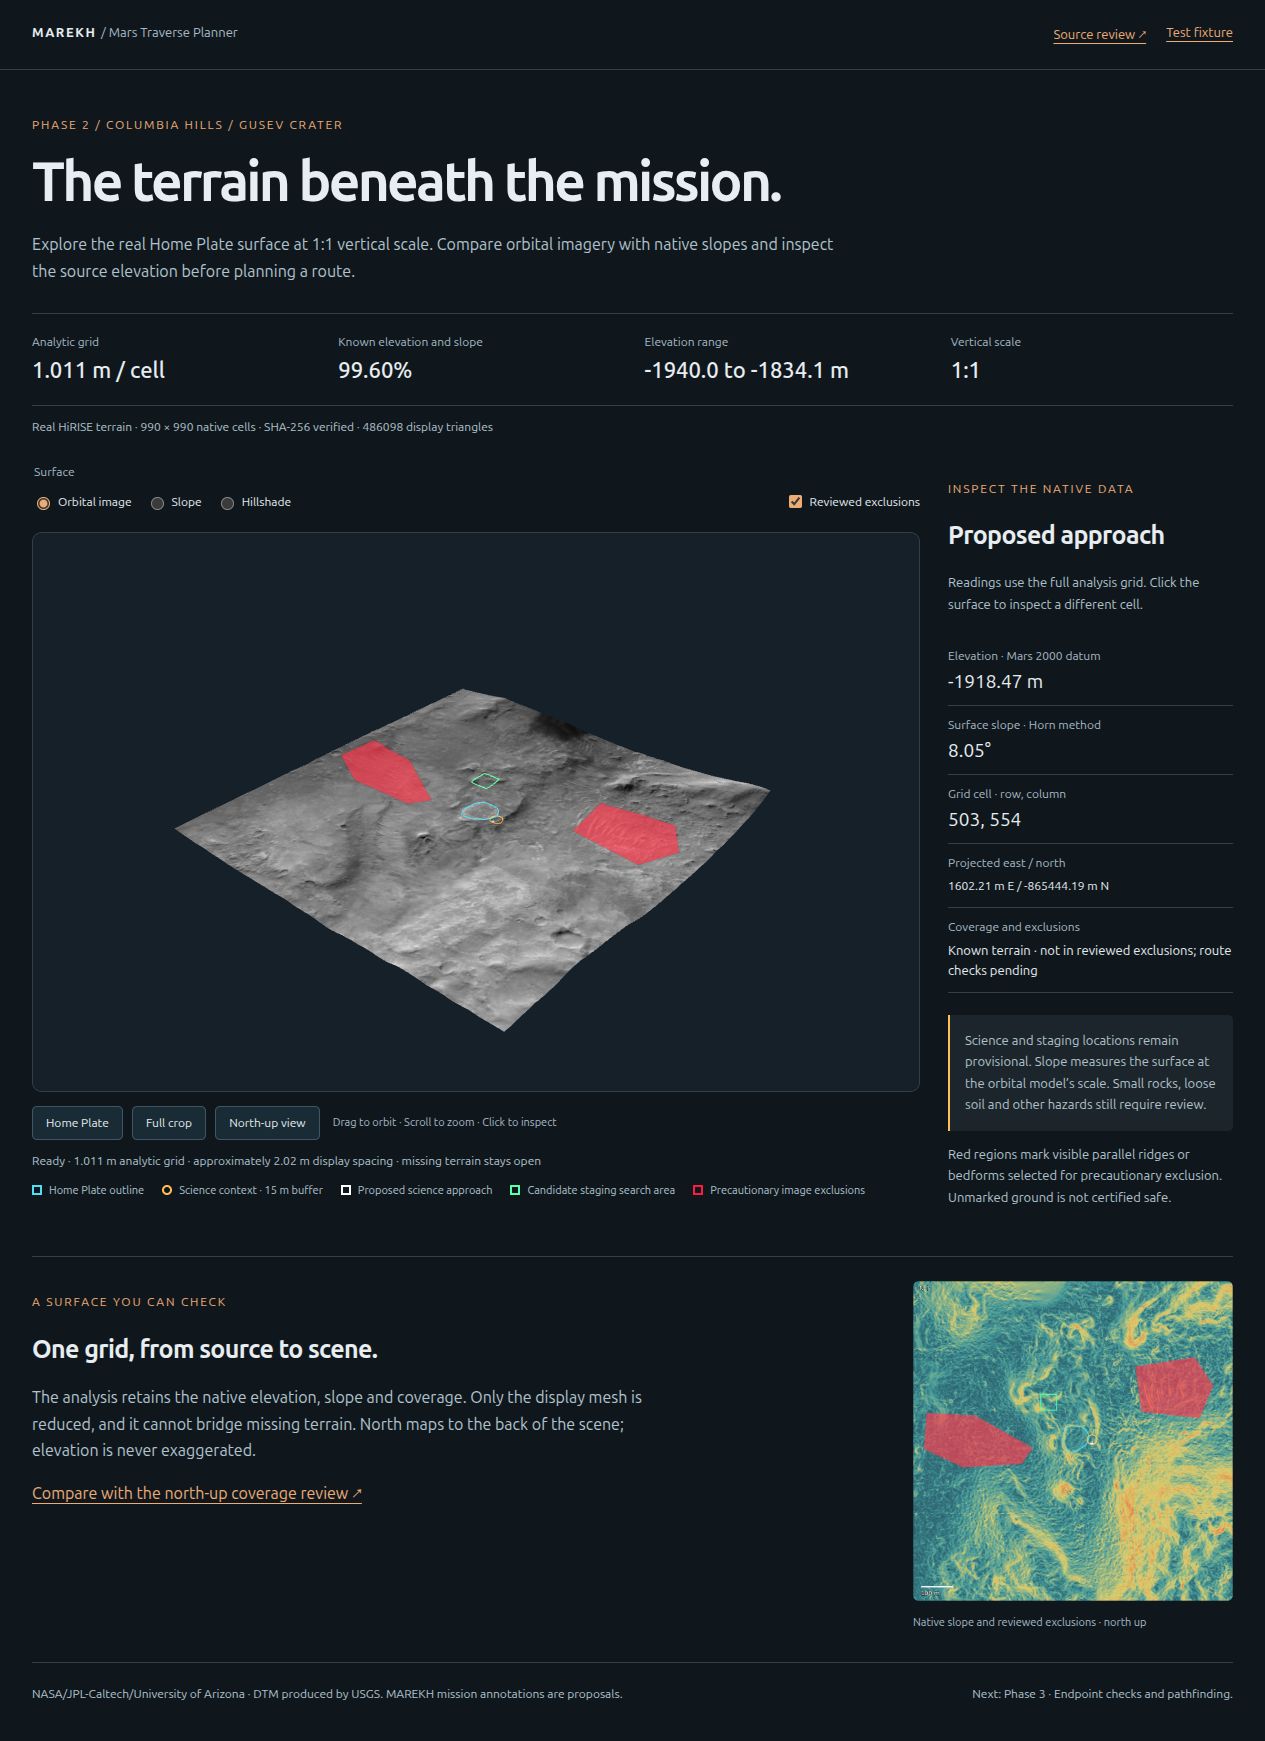 MAREKH / Mars Traverse Planner
Source review ↗ Test fixture
PHASE 2 / COLUMBIA HILLS / GUSEV CRATER
The terrain beneath the mission.
Explore the real Home Plate surface at 1:1 vertical scale. Compare orbital imagery with native slopes and inspect
the source elevation before planning a route.
Analytic grid
1.011 m / cell
Known elevation and slope
99.60%
Elevation range
-1940.0 to -1834.1 m
Vertical scale
1:1
Real HiRISE terrain · 990 × 990 native cells · SHA-256 verified · 486098 display triangles
Surface
Orbital image Slope Hillshade
Reviewed exclusions
Home Plate Full crop North-up view Drag to orbit · Scroll to zoom · Click to inspect
Ready · 1.011 m analytic grid · approximately 2.02 m display spacing · missing terrain stays open
Home Plate outline Science context · 15 m buffer Proposed science approach Candidate staging search area Precautionary image exclusions
INSPECT THE NATIVE DATA
Proposed approach
Readings use the full analysis grid. Click the
surface to inspect a different cell.
Elevation · Mars 2000 datum
-1918.47 m
Surface slope · Horn method
8.05°
Grid cell · row, column
503, 554
Projected east / north
1602.21 m E / -865444.19 m N
Coverage and exclusions
Known terrain · not in reviewed exclusions; route
checks pending
Science and staging locations remain
provisional. Slope measures the surface at
the orbital model's scale. Small rocks, loose
soil and other hazards still require review.
Red regions mark visible parallel ridges or
bedforms selected for precautionary exclusion.
Unmarked ground is not certified safe.
A SURFACE YOU CAN CHECK
One grid, from source to scene.
The analysis retains the native elevation, slope and coverage. Only the display mesh is
reduced, and it cannot bridge missing terrain. North maps to the back of the scene;
elevation is never exaggerated.
Compare with the north-up coverage review ↗
Native slope and reviewed exclusions · north up
NASA/JPL-Caltech/University of Arizona · DTM produced by USGS. MAREKH mission annotations are proposals.
Next: Phase 3 · Endpoint checks and pathfinding.